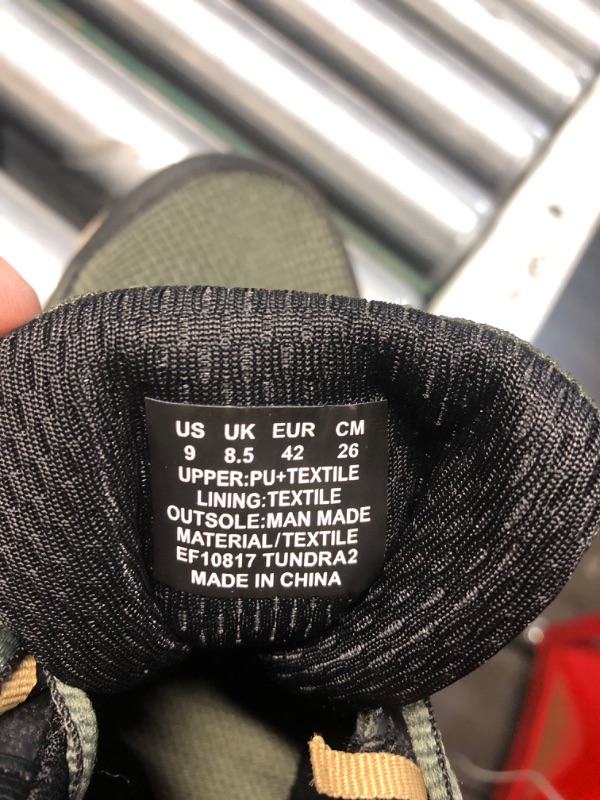 US UK EUR CM
9 8.5 42 26
UPPER:PU+TEXTILE
LINING:TEXTILE
OUTSOLE:MAN MADE
MATERIAL/TEXTILE
EF10817 TUNDRA2
MADE IN CHINA